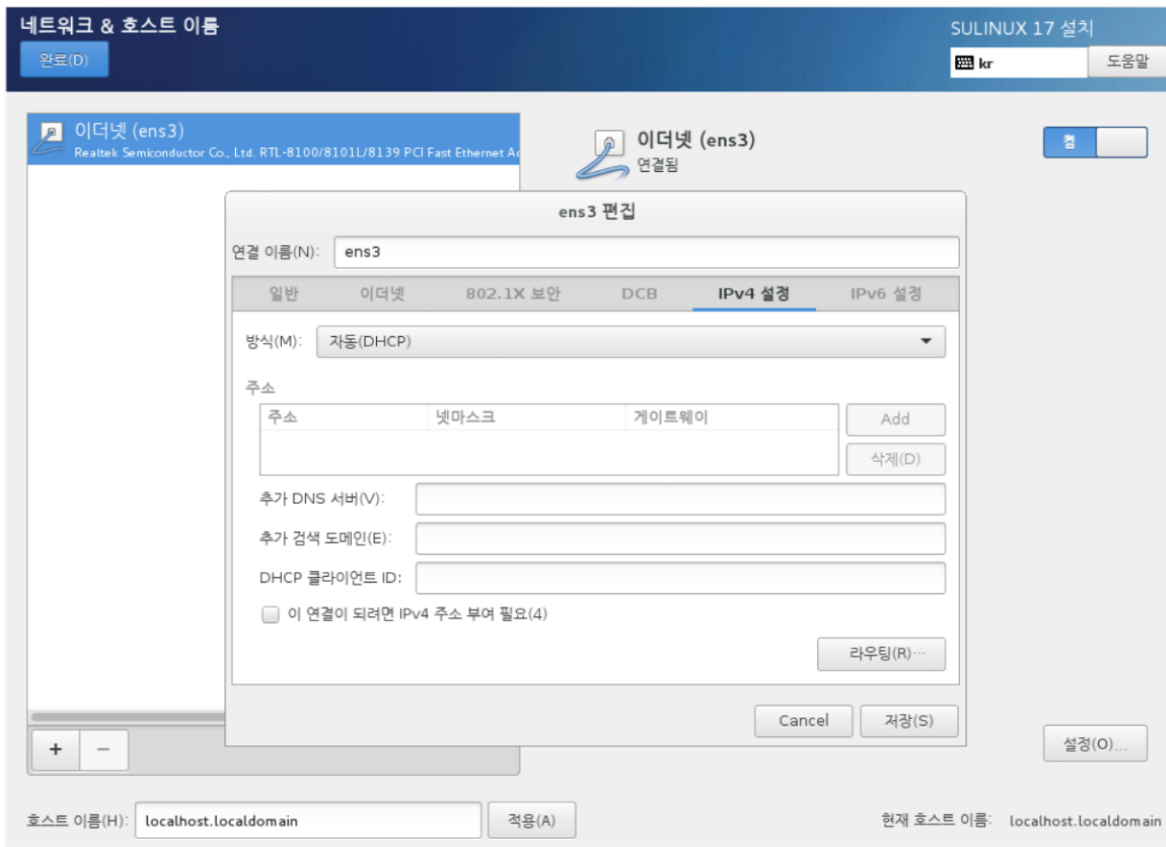 네트워크 & 호스트 이름
SULINUX 17 설치
완료(D)
kr
도움말
이더넷 (ens3)
Realtek Semiconductor Co., Ltd. RTL-8100/8101L/8139 PCI Fast Ethernet
이더넷 (ens3)
연결됨
켬
ens3 편집
연결 이름(N): ens3
일반 이더넷 802.1X 보안 DCB IPv4 설정 IPv6 설정
방식(M): 자동(DHCP)
주소
주소 넷마스크 게이트웨이
Add
삭제(D)
추가 DNS 서버(V):
추가 검색 도메인(E):
DHCP 클라이언트 ID:
이 연결이 되려면 IPv4 주소 부여 필요(4)
라우팅(R)…
Cancel 저장(S)
+ −
설정(O)...
호스트 이름(H): localhost.localdomain 적용(A) 현재 호스트 이름: localhost.localdomain